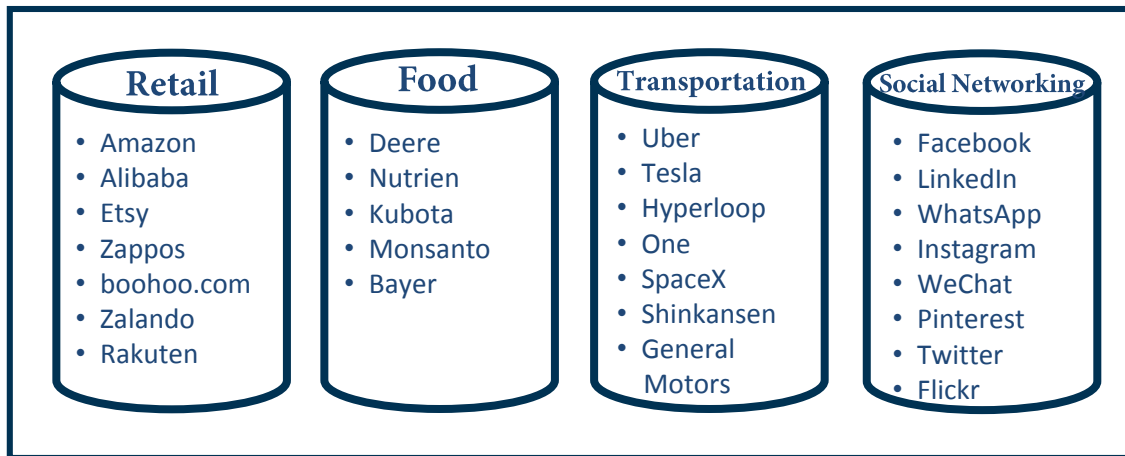 Retail
• Amazon
• Alibaba
• Etsy
• Zappos
• boohoo.com
• Zalando
• Rakuten
Food
• Deere
• Nutrien
• Kubota
• Monsanto
• Bayer
Transportation
• Uber
• Tesla
• Hyperloop
• One
• SpaceX
• Shinkansen
• General
Motors
Social Networking
• Facebook
• LinkedIn
• WhatsApp
• Instagram
• WeChat
• Pinterest
• Twitter
• Flickr